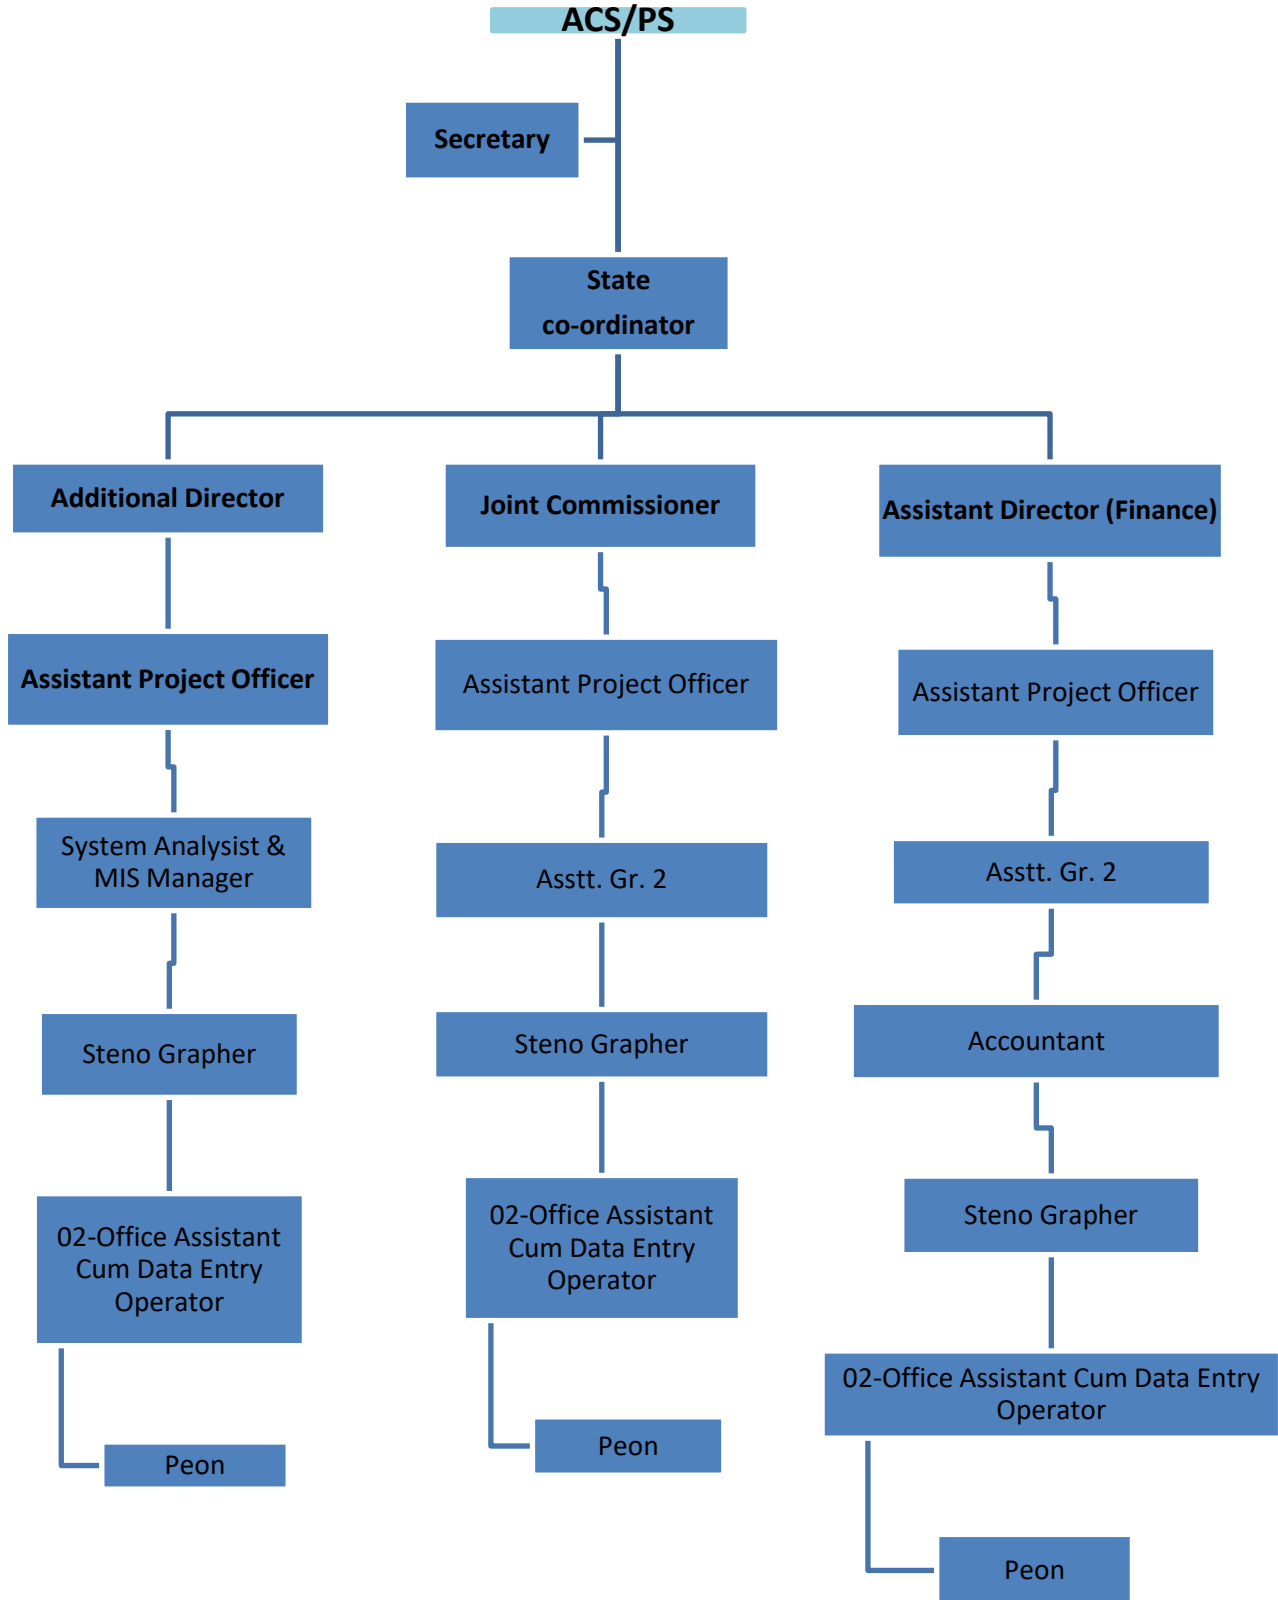 ACS/PS
Secretary
State
co-ordinator
Additional Director
Joint Commissioner
Assistant Director (Finance)
Assistant Project Officer
Assistant Project Officer
Assistant Project Officer
System Analysist &
MIS Manager
Asstt. Gr. 2
Asstt. Gr. 2
Steno Grapher
Steno Grapher
Accountant
02-Office Assistant
Cum Data Entry
Operator
02-Office Assistant
Cum Data Entry
Operator
Steno Grapher
02-Office Assistant Cum Data Entry
Operator
Peon
Peon
Peon